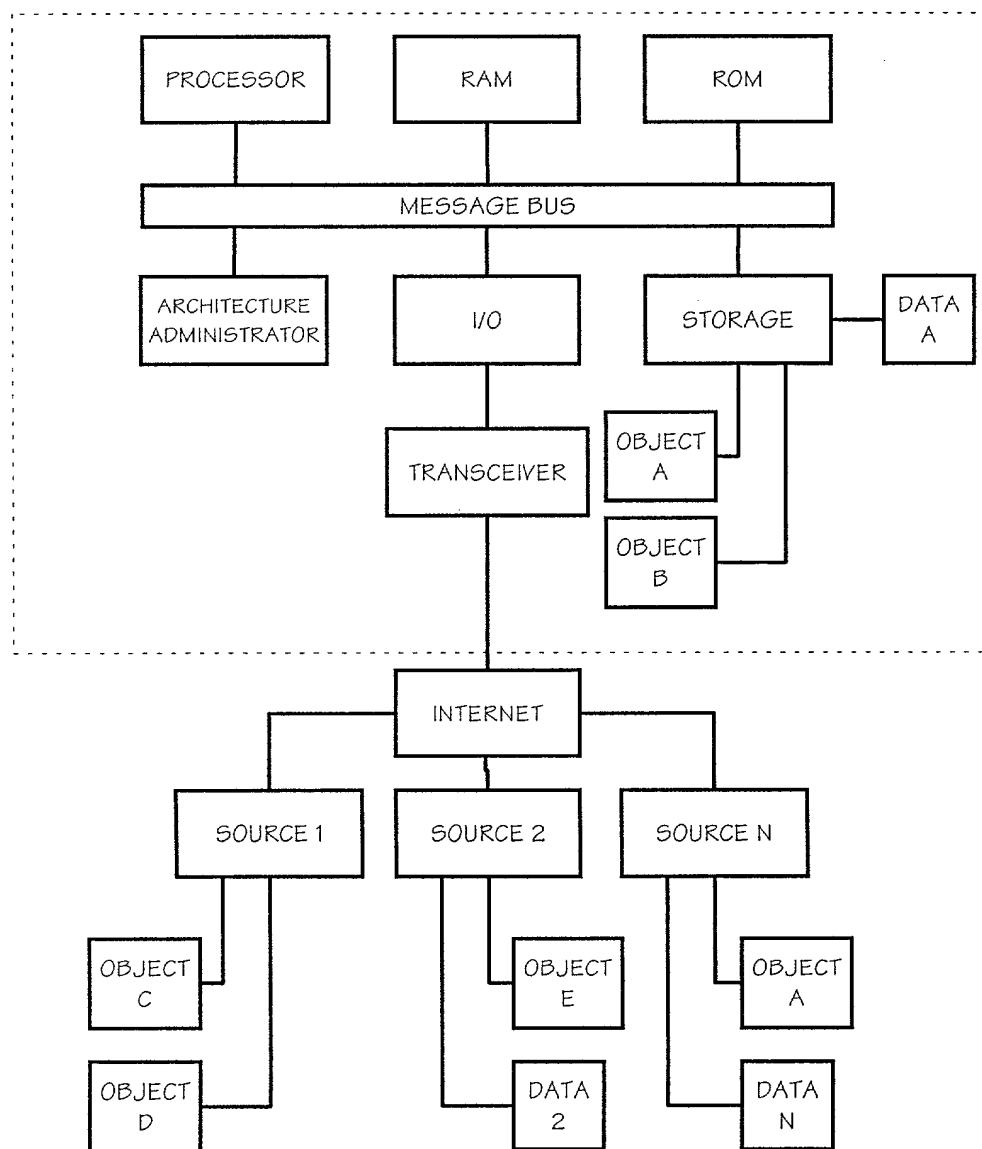 PROCESSOR
RAM
ROM
MESSAGE BUS
ARCHITECTURE
ADMINISTRATOR
I/O
STORAGE
DATA
A
OBJECT
A
TRANSCEIVER
OBJECT
B
INTERNET
SOURCE 1
SOURCE 2
SOURCE N
OBJECT
C
OBJECT
E
OBJECT
A
OBJECT
D
DATA
2
DATA
N